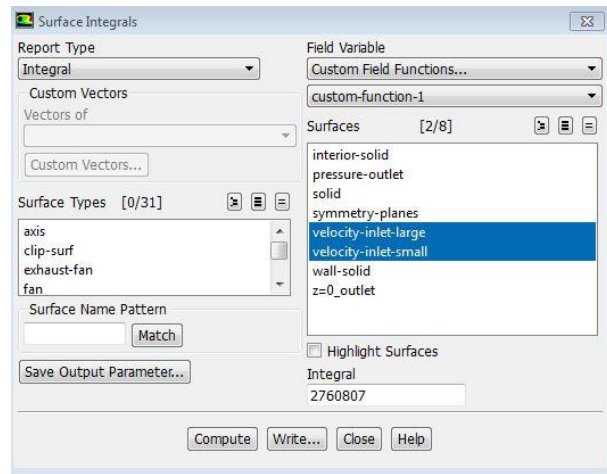 Surface Integrals
Report Type
Integral
Custom Vectors
Vectors of
Custom Vectors...
Surface Types [0/31]
axis
clip-surf
exhaust-fan
fan
Surface Name Pattern
Match
Save Output Parameter...
Field Variable
Custom Field Functions...
custom-function-1
Surfaces [2/8]
interior-solid
pressure-outlet
solid
symmetry-planes
velocity-inlet-large
velocity-inlet-small
wall-solid
z=0_outlet
Highlight Surfaces
Integral
2760807
Compute Write... Close Help